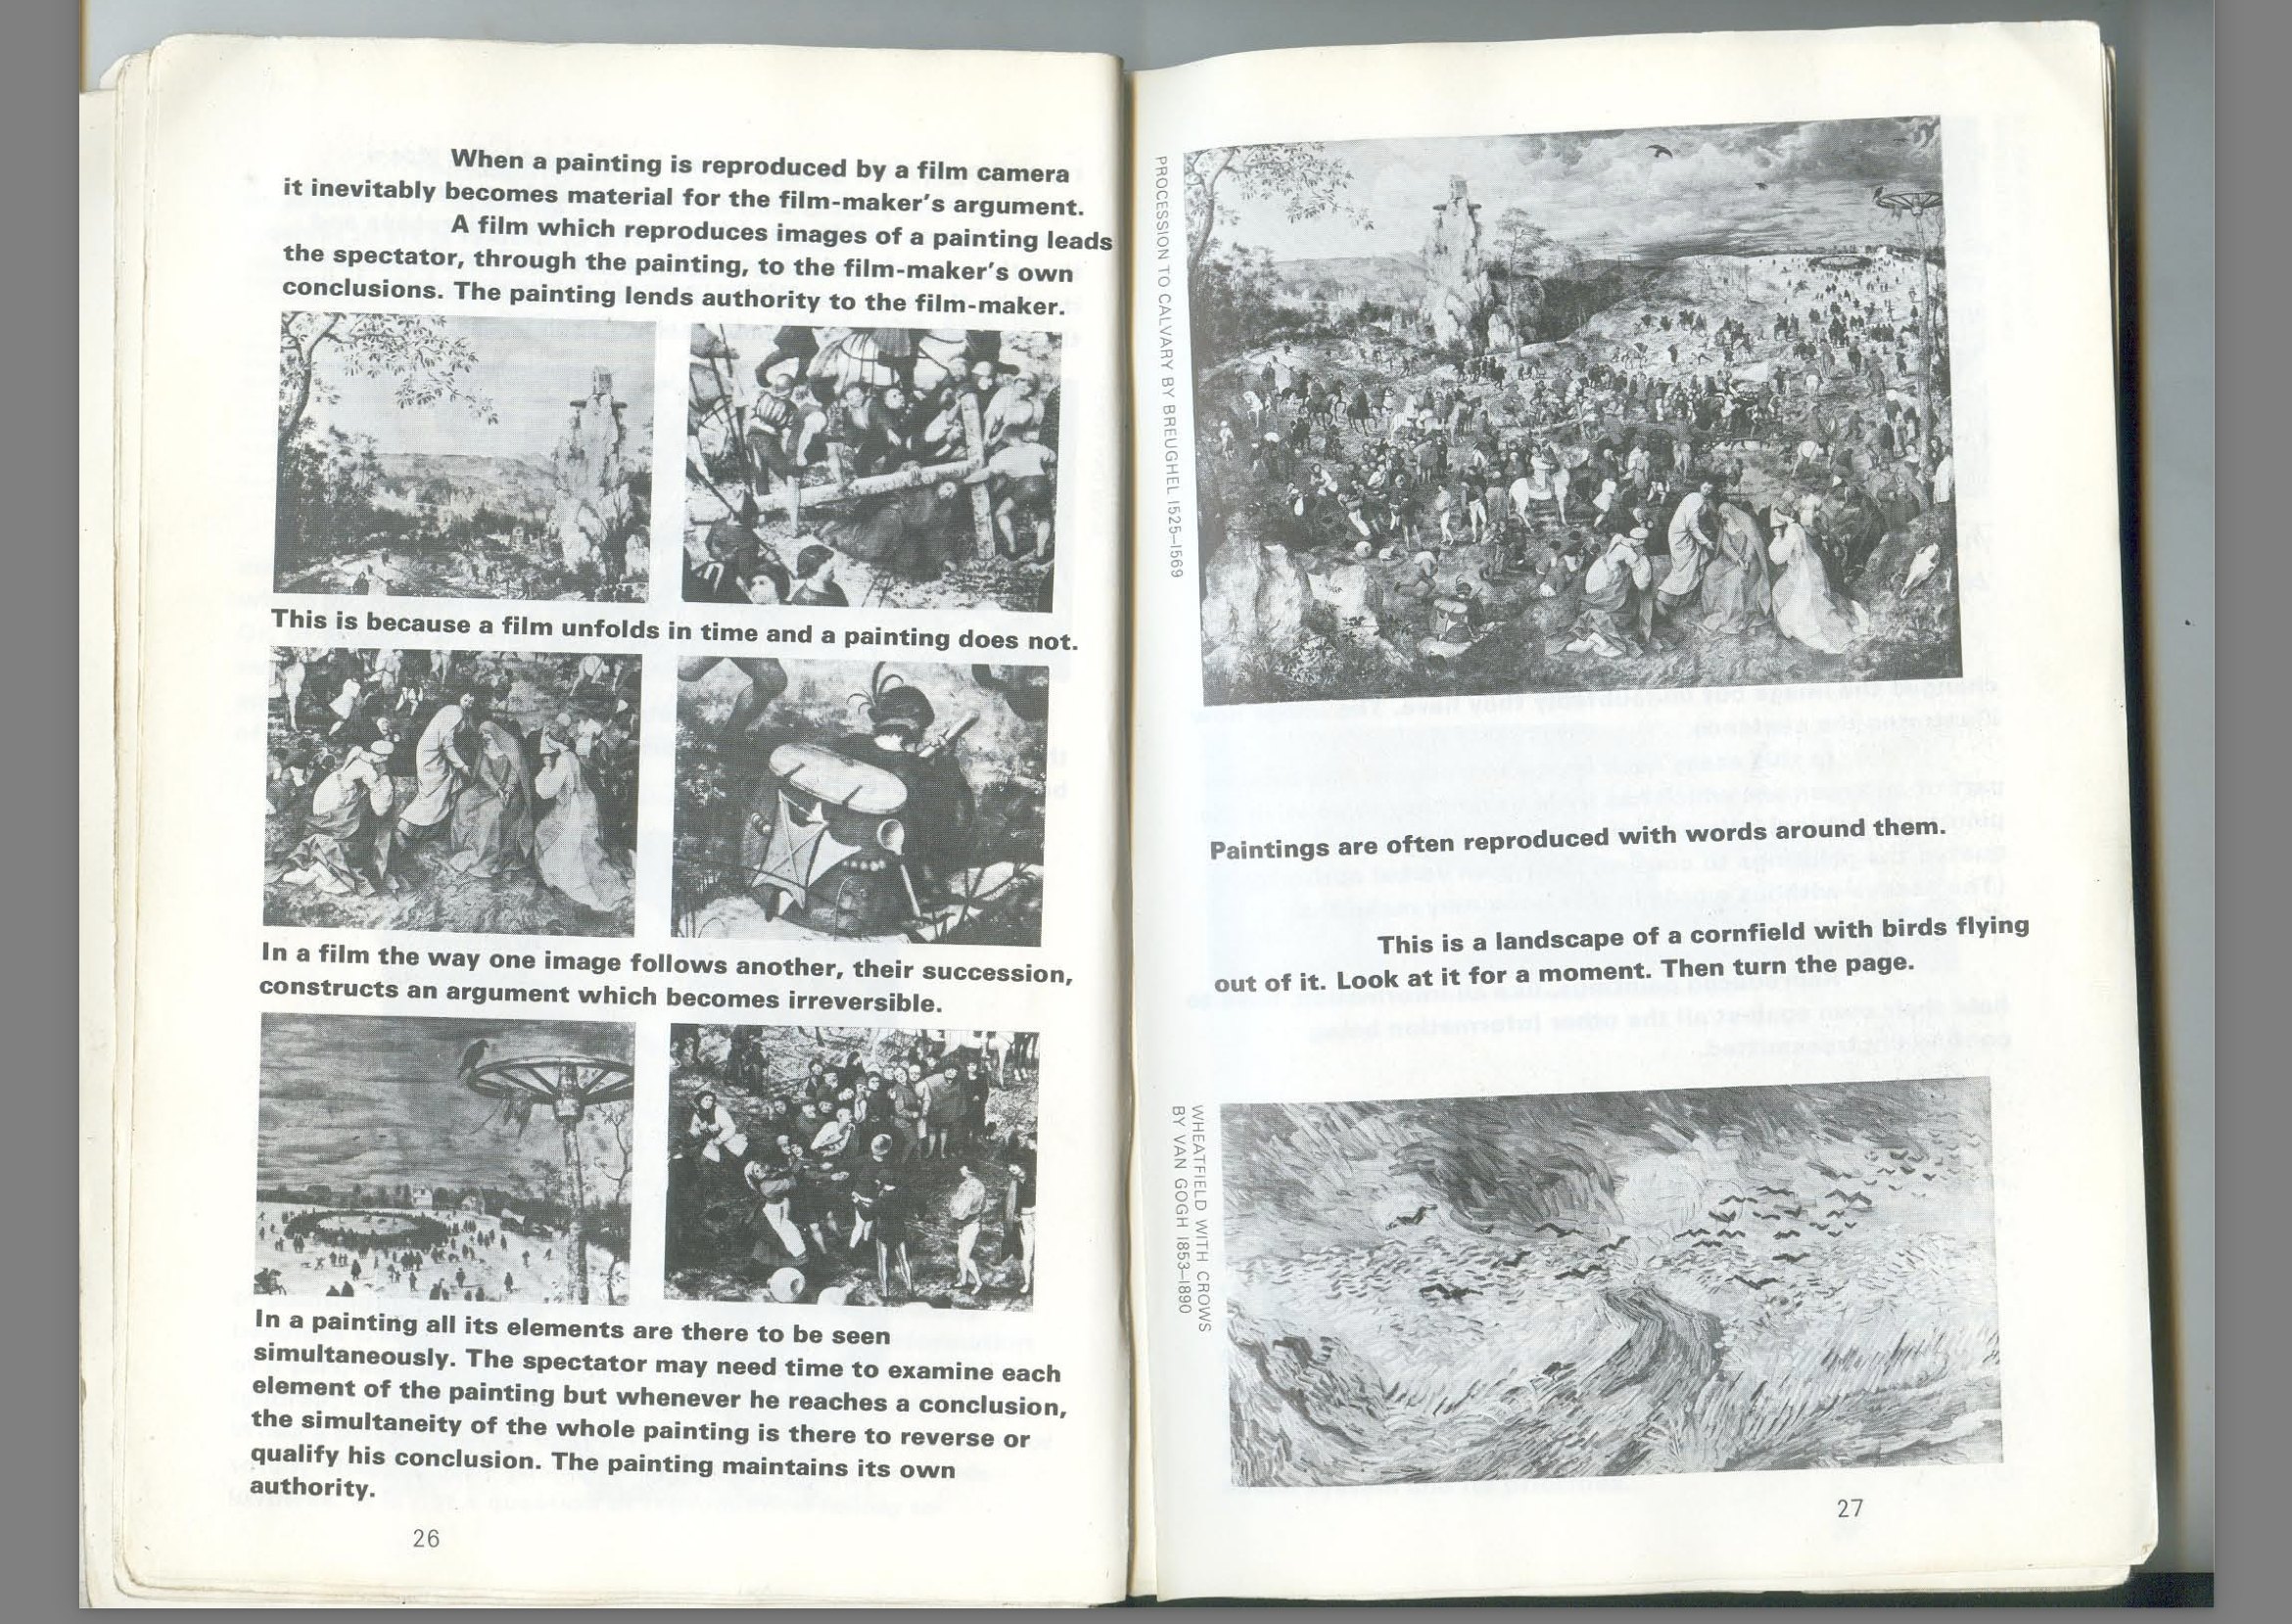 When a painting is reproduced by a film camera
it inevitably becomes material for the film-maker's argument.
A film which reproduces images of a painting leads
the spectator, through the painting, to the film-maker's own
conclusions. The painting lends authority to the film-maker.
This is because a film unfolds in time and a painting does not.
In a film the way one image follows another, their succession,
constructs an argument which becomes irreversible.
In a painting all its elements are there to be seen
simultaneously. The spectator may need time to examine each
element of the painting but whenever he reaches a conclusion,
the simultaneity of the whole painting is there to reverse or
qualify his conclusion. The painting maintains its own
authority.
26
PROCESSION TO CALVARY BY BREUGHEL 1525–1569
Paintings are often reproduced with words around them.
This is a landscape of a cornfield with birds flying
out of it. Look at it for a moment. Then turn the page.
WHEATFIELD WITH CROWS
BY VAN GOGH 1853–1890
27